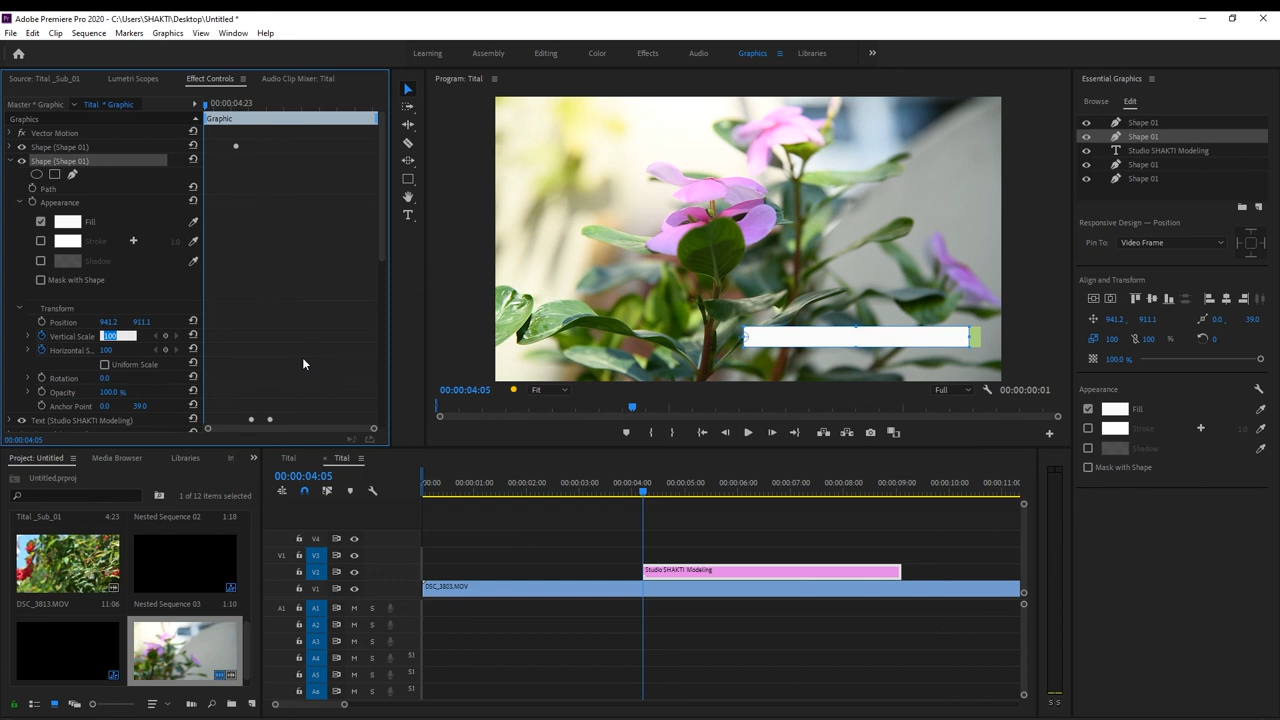 Adobe Premiere Pro 2020 - C:\Users\SHAKTI\Desktop\Untitled *
File Edit Clip Sequence Markers Graphics View Window Help
Learning Assembly Editing Color Effects Audio Graphics Libraries
Source: Tital _Sub_01 Lumetri Scopes Effect Controls Audio Clip Mixer: Tital
Master * Graphic Tital * Graphic 00:00:04:23
Graphics Graphic
fx Vector Motion
Shape (Shape 01)
Shape (Shape 01)
Path
Appearance
Fill
Stroke 1.0
Shadow
Mask with Shape
Transform
Position 941.2 911.1
Vertical Scale 100
Horizontal S... 100
Uniform Scale
Rotation 0.0
Opacity 100.0 %
Anchor Point 0.0 39.0
Text (Studio SHAKTI Modeling)
00:00:04:05
Program: Tital
00:00:04:05 Fit Full 00:00:00:01
Essential Graphics
Browse Edit
Shape 01
Shape 01
Studio SHAKTI Modeling
Shape 01
Shape 01
Responsive Design — Position
Pin To: Video Frame
Align and Transform
941.2 , 911.1 0.0 , 39.0
100 100 % 0
100.0 %
Appearance
Fill
Stroke
Shadow
Mask with Shape
Project: Untitled Media Browser Libraries
Untitled.prproj
1 of 12 items selected
Tital _Sub_01 4:23 Nested Sequence 02 1:18
DSC_3813.MOV 11:06 Nested Sequence 03 1:10
Tital × Tital
00:00:04:05
:00:00 00:00:01:00 00:00:02:00 00:00:03:00 00:00:04:00 00:00:05:00 00:00:06:00 00:00:07:00 00:00:08:00 00:00:09:00 00:00:10:00 00:00:11:00
V4
V1 V3
V2 Studio SHAKTI Modeling
V1 DSC_3803.MOV
A1 A1 M S
A2 M S
A3 M S
A4 M S S1
A5 M S S1
A6 M S S1
S S